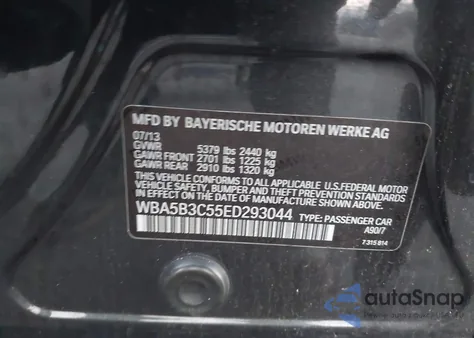 MFD BY BAYERISCHE MOTOREN WERKE AG
07/13
GVWR 5379 lbs 2440 kg
GAWR FRONT 2701 lbs 1225 kg
GAWR REAR 2910 lbs 1320 kg
THIS VEHICLE CONFORMS TO ALL APPLICABLE U.S.FEDERAL MOTOR
VEHICLE SAFETY, BUMPER AND THEFT PREVENTION STANDARDS
IN EFFECT ON THE DATE OF MANUFACTURE SHOWN ABOVE.
WBA5B3C55ED293044 TYPE: PASSENGER CAR
A90/7
7 315 814
autoSnap